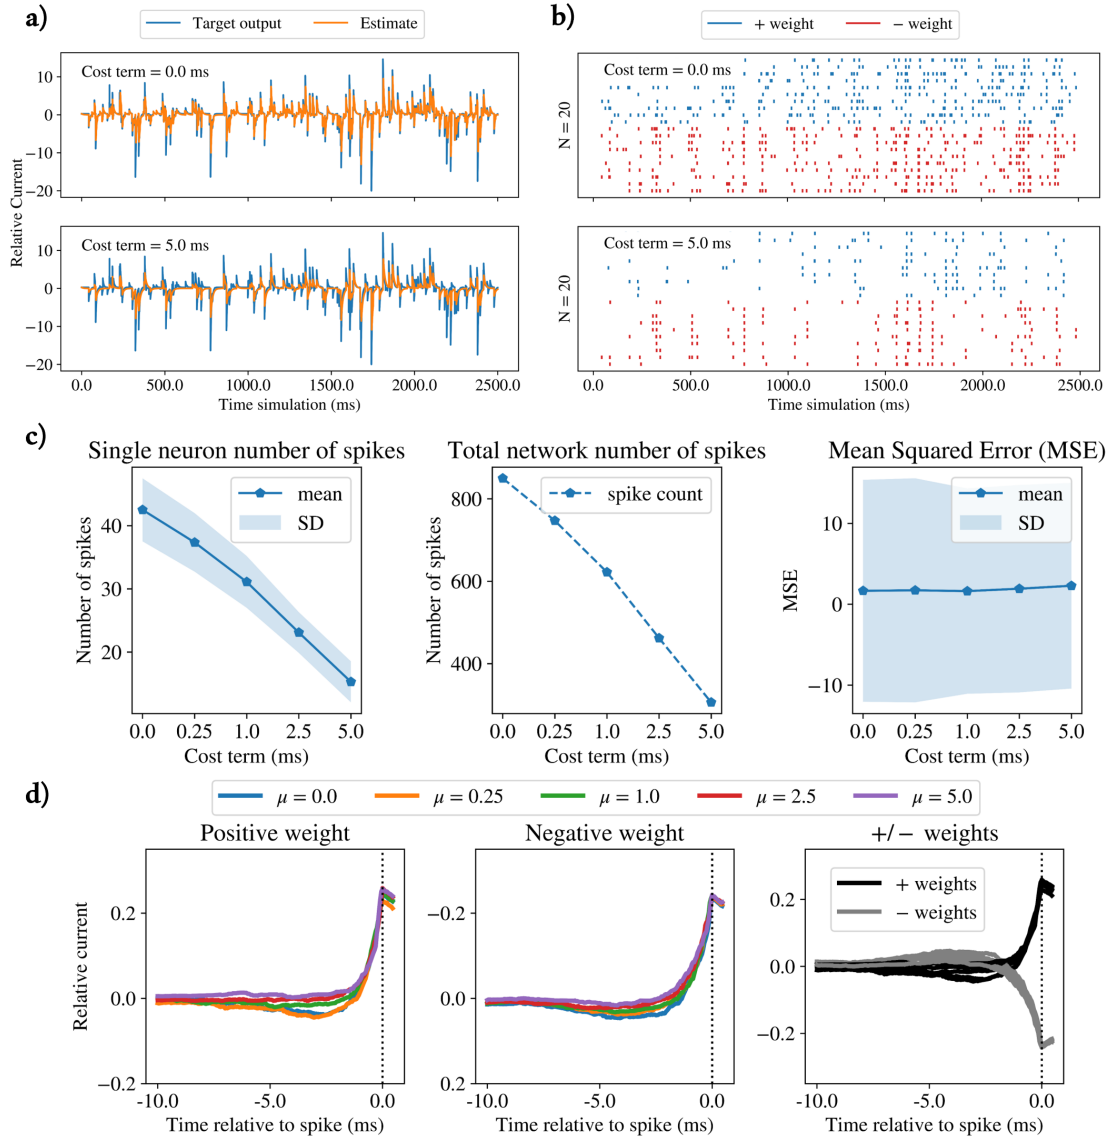 a)
Target output
Estimate
b)
+ weight
− weight
Cost term = 0.0 ms
10
0
−10
−20
Cost term = 0.0 ms
N = 20
Relative Current
Cost term = 5.0 ms
10
0
−10
−20
0.0 500.0 1000.0 1500.0 2000.0 2500.0
Time simulation (ms)
Cost term = 5.0 ms
N = 20
0.0 500.0 1000.0 1500.0 2000.0 2500.0
Time simulation (ms)
c)
Single neuron number of spikes
mean
SD
Number of spikes
40
30
20
0.0 0.25 1.0 2.5 5.0
Cost term (ms)
Total network number of spikes
spike count
Number of spikes
800
600
400
0.0 0.25 1.0 2.5 5.0
Cost term (ms)
Mean Squared Error (MSE)
mean
SD
MSE
10
0
−10
0.0 0.25 1.0 2.5 5.0
Cost term (ms)
d)
μ = 0.0
μ = 0.25
μ = 1.0
μ = 2.5
μ = 5.0
Positive weight
Relative current
0.2
0.0
−0.2
-10.0 -5.0 0.0
Time relative to spike (ms)
Negative weight
−0.2
0.0
0.2
-10.0 -5.0 0.0
Time relative to spike (ms)
+/− weights
+ weights
− weights
0.2
0.0
−0.2
-10.0 -5.0 0.0
Time relative to spike (ms)